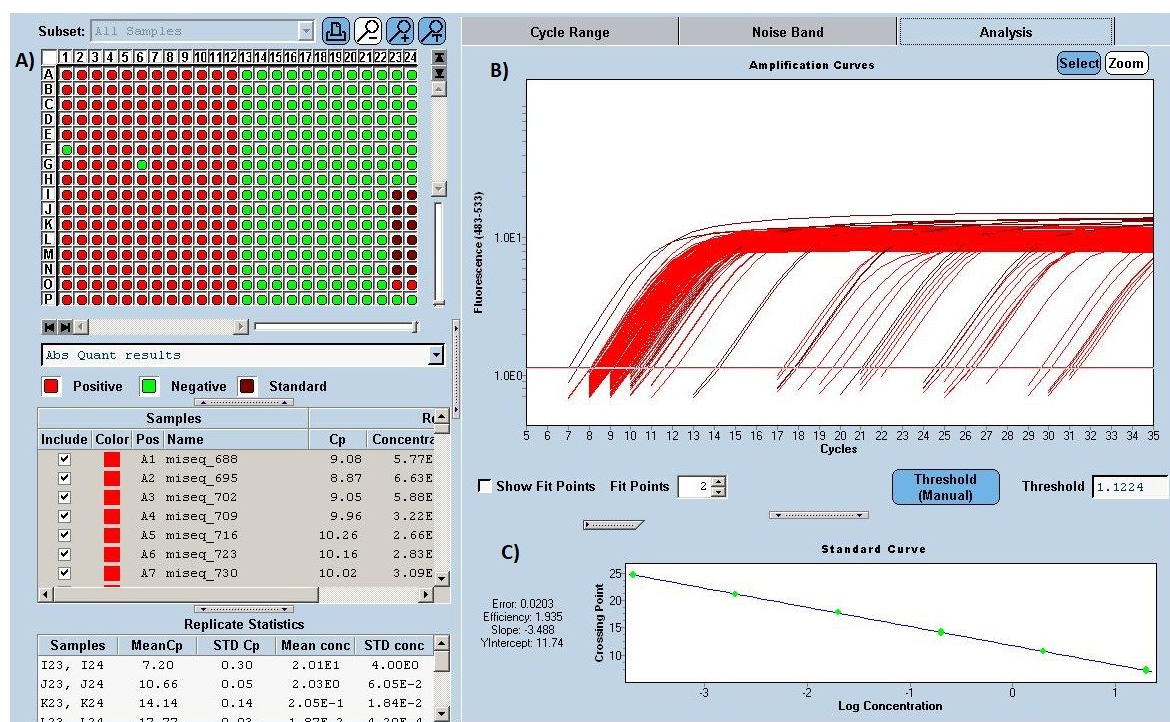 Subset: All Samples
A)
1 2 3 4 5 6 7 8 9 10 11 12 13 14 15 16 17 18 19 20 21 22 23 24
A
B
C
D
E
F
G
H
I
J
K
L
M
N
O
P
Abs Quant results
Positive Negative Standard
Samples
Include Color Pos Name Cp Concentra
A1 miseq_688 9.08 5.77E
A2 miseq_695 8.87 6.63E
A3 miseq_702 9.05 5.88E
A4 miseq_709 9.96 3.22E
A5 miseq_716 10.26 2.66E
A6 miseq_723 10.16 2.83E
A7 miseq_730 10.02 3.09E
Replicate Statistics
Samples MeanCp STD Cp Mean conc STD conc
I23, I24 7.20 0.30 2.01E1 4.00E0
J23, J24 10.66 0.05 2.03E0 6.05E-2
K23, K24 14.14 0.14 2.05E-1 1.84E-2
Cycle Range Noise Band Analysis
B)
Amplification Curves
Select Zoom
Fluorescence (483-533)
1.0E1
1.0E0
5 6 7 8 9 10 11 12 13 14 15 16 17 18 19 20 21 22 23 24 25 26 27 28 29 30 31 32 33 34 35
Cycles
Show Fit Points Fit Points 2
Threshold
(Manual)
Threshold 1.1224
C)
Standard Curve
Error: 0.0203
Efficiency: 1.935
Slope: -3.488
YIntercept: 11.74
Crossing Point
25
20
15
10
-3 -2 -1 0 1
Log Concentration